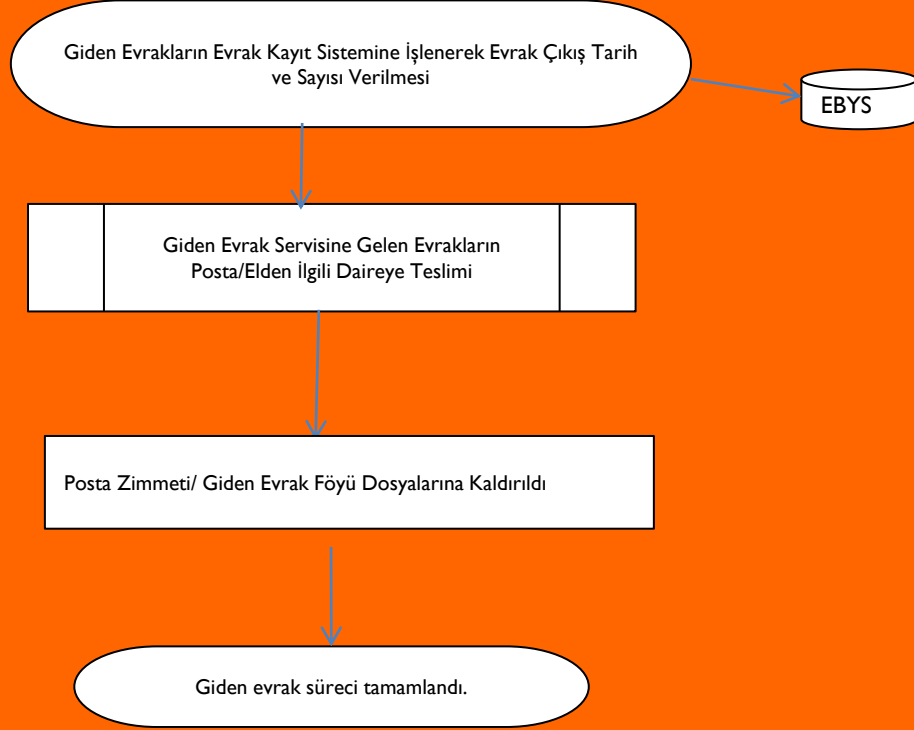 Giden Evrakların Evrak Kayıt Sistemine İşlenerek Evrak Çıkış Tarih
ve Sayısı Verilmesi
EBYS
Giden Evrak Servisine Gelen Evrakların
Posta/Elden İlgili Daireye Teslimi
Posta Zimmeti/ Giden Evrak Föyü Dosyalarına Kaldırıldı
Giden evrak süreci tamamlandı.